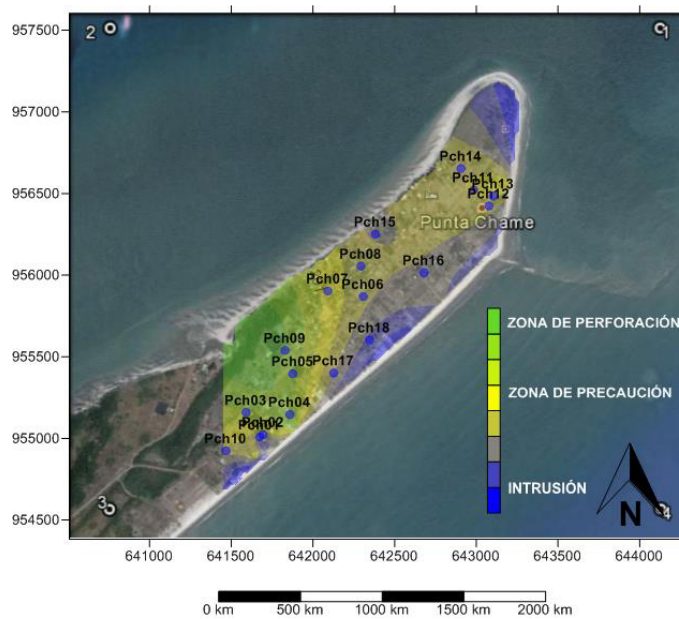 957500
957000
956500
956000
955500
955000
954500
2
1
3
4
Pch14
Pch11
Pch13
Pch12
Punta Chame
Pch15
Pch08
Pch16
Pch07
Pch06
Pch18
Pch09
Pch05
Pch17
Pch03
Pch04
Pch02
Pch01
Pch10
ZONA DE PERFORACIÓN
ZONA DE PRECAUCIÓN
INTRUSIÓN
N
641000 641500 642000 642500 643000 643500 644000
0 km 500 km 1000 km 1500 km 2000 km